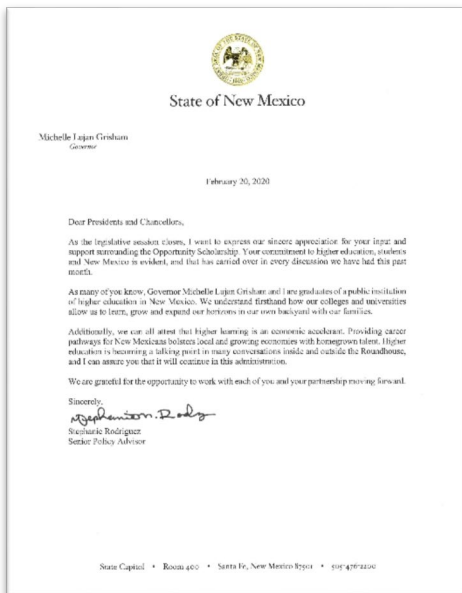 State of New Mexico
Michelle Lujan Grisham
Governor
February 20, 2020
Dear Presidents and Chancellors,
As the legislative session closes, I want to express our sincere appreciation for your input and
support surrounding the Opportunity Scholarship. Your commitment to higher education, students
and New Mexico is evident, and that has carried over in every discussion we have had this past
month.
As many of you know, Governor Michelle Lujan Grisham and I are graduates of a public institution
of higher education in New Mexico. We understand firsthand how our colleges and universities
allow us to learn, grow and expand our horizons in our own backyard with our families.
Additionally, we can all attest that higher learning is an economic accelerant. Providing career
pathways for New Mexicans bolsters local and growing economies with homegrown talent. Higher
education is becoming a talking point in many conversations inside and outside the Roundhouse,
and I can assure you that it will continue in this administration.
We are grateful for the opportunity to work with each of you and your partnership moving forward.
Sincerely,
Stephanie Rodriguez
Senior Policy Advisor
State Capitol • Room 400 • Santa Fe, New Mexico 87501 • 505-476-2200